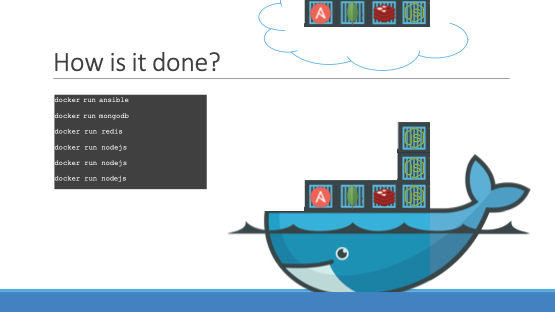 How is it done?
docker run ansible
docker run mongodb
docker run redis
docker run nodejs
docker run nodejs
docker run nodejs